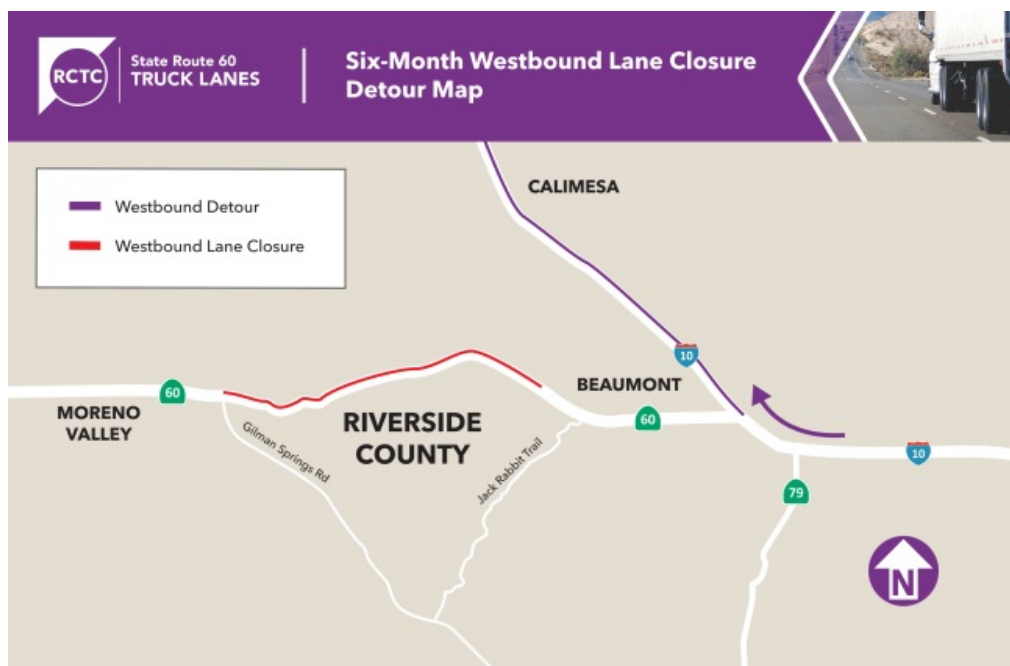 RCTC
State Route 60
TRUCK LANES
Six-Month Westbound Lane Closure
Detour Map
Westbound Detour
Westbound Lane Closure
CALIMESA
10
BEAUMONT
60
MORENO
VALLEY
RIVERSIDE
COUNTY
60
10
Gilman Springs Rd
Jack Rabbit Trail
79
N